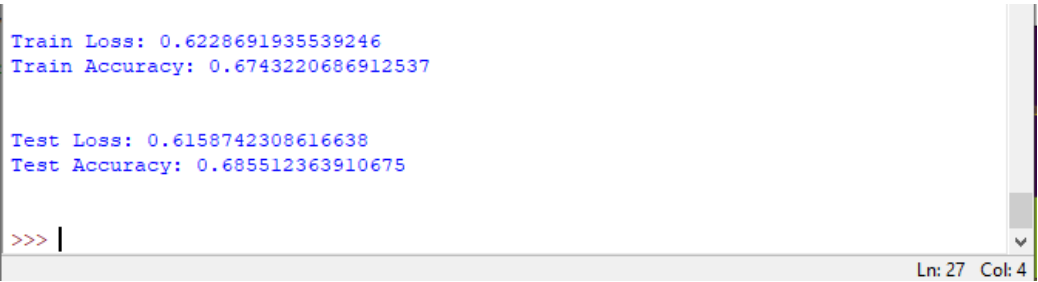 Train Loss: 0.6228691935539246
Train Accuracy: 0.6743220686912537
Test Loss: 0.6158742308616638
Test Accuracy: 0.685512363910675
>>>
Ln: 27 Col: 4